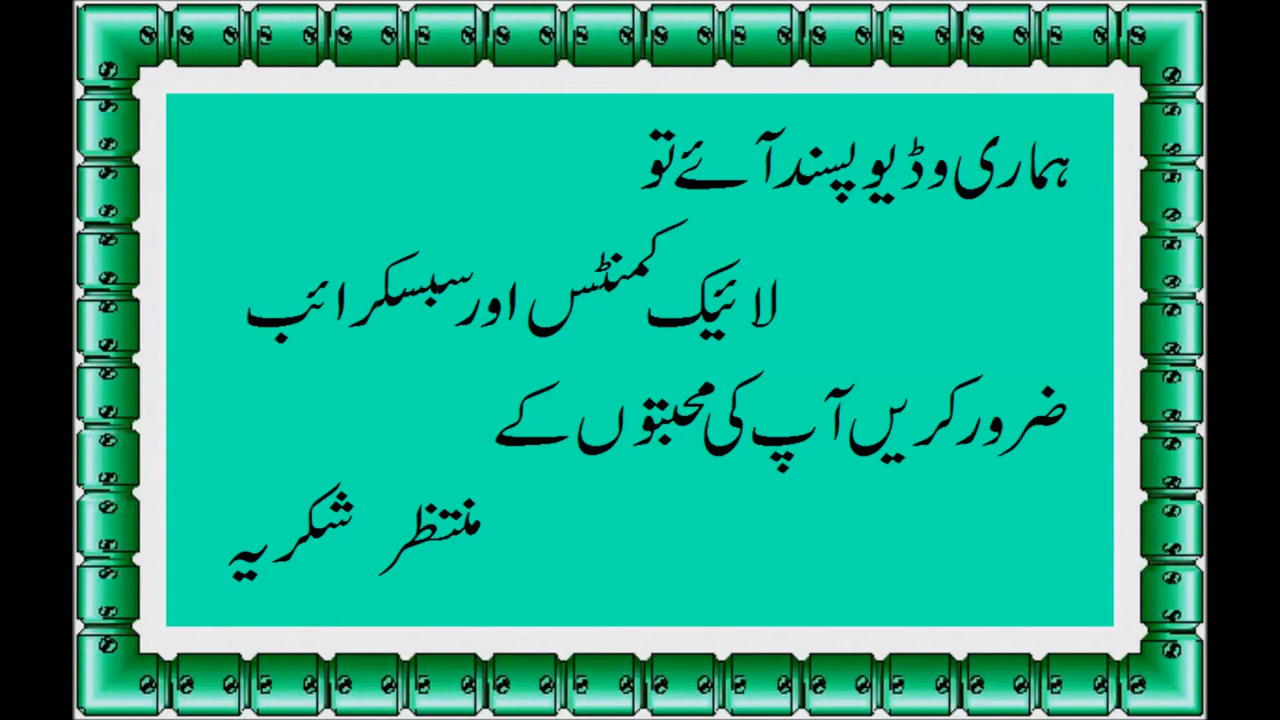 ہماری وڈیو پسند آئے تو
لائیک کمنٹس اور سبسکرائب
ضرور کریں آپ کی محبتوں کے
منتظر شکریہ